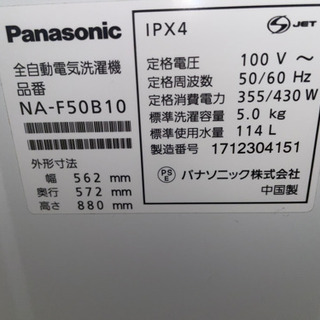 Panasonic
全自動電気洗濯機
品番
NA-F50B10
外形寸法
幅 562 mm
奥行 572 mm
高さ 880 mm
IPX4
S JET
定格電圧 100 V ～
定格周波数 50/60 Hz
定格消費電力 355/430 W
標準洗濯容量 5.0 kg
標準使用水量 114 L
製造番号 1712304151
PS E パナソニック株式会社
中国製